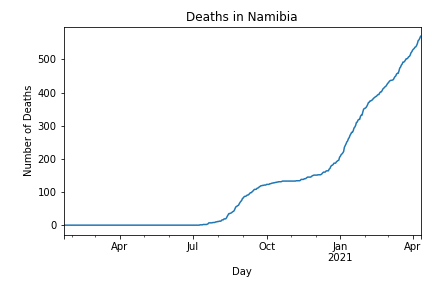 Deaths in Namibia
Number of Deaths
500
400
300
200
100
0
Apr
Jul
Oct
Jan
2021
Apr
Day